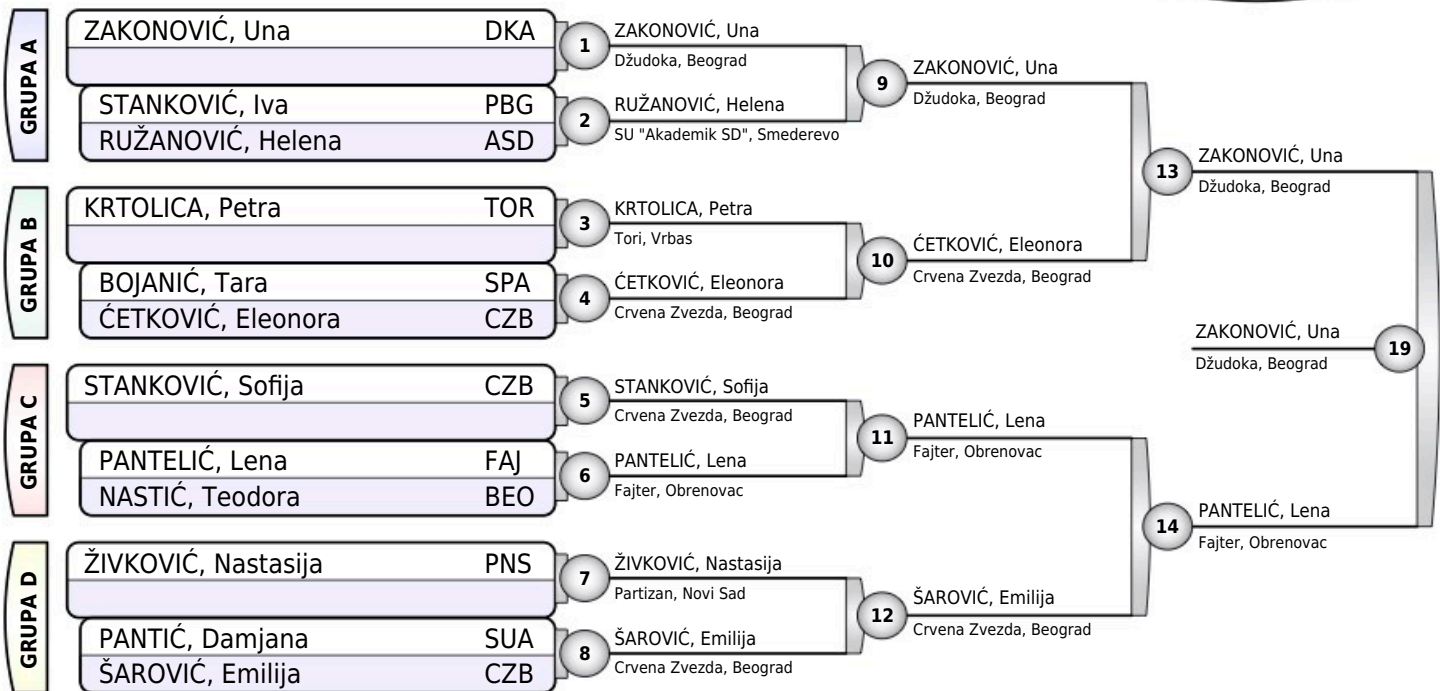 GRUPA A
ZAKONOVIĆ, Una DKA
STANKOVIĆ, Iva PBG
RUŽANOVIĆ, Helena ASD
GRUPA B
KRTOLICA, Petra TOR
BOJANIĆ, Tara SPA
ĆETKOVIĆ, Eleonora CZB
GRUPA C
STANKOVIĆ, Sofija CZB
PANTELIĆ, Lena FAJ
NASTIĆ, Teodora BEO
GRUPA D
ŽIVKOVIĆ, Nastasija PNS
PANTIĆ, Damjana SUA
ŠAROVIĆ, Emilija CZB
1
ZAKONOVIĆ, Una
Džudoka, Beograd
2
RUŽANOVIĆ, Helena
SU "Akademik SD", Smederevo
3
KRTOLICA, Petra
Tori, Vrbas
4
ĆETKOVIĆ, Eleonora
Crvena Zvezda, Beograd
5
STANKOVIĆ, Sofija
Crvena Zvezda, Beograd
6
PANTELIĆ, Lena
Fajter, Obrenovac
7
ŽIVKOVIĆ, Nastasija
Partizan, Novi Sad
8
ŠAROVIĆ, Emilija
Crvena Zvezda, Beograd
9
ZAKONOVIĆ, Una
Džudoka, Beograd
10
ĆETKOVIĆ, Eleonora
Crvena Zvezda, Beograd
11
PANTELIĆ, Lena
Fajter, Obrenovac
12
ŠAROVIĆ, Emilija
Crvena Zvezda, Beograd
13
ZAKONOVIĆ, Una
Džudoka, Beograd
14
PANTELIĆ, Lena
Fajter, Obrenovac
ZAKONOVIĆ, Una
Džudoka, Beograd
19